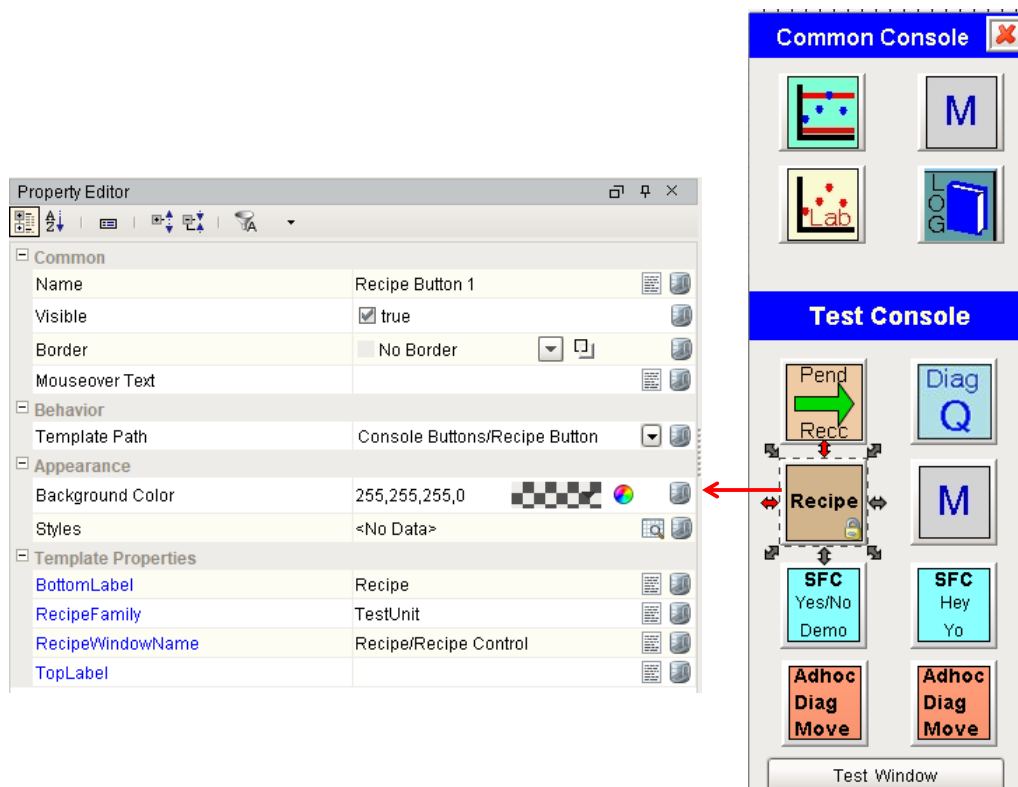 Property Editor
Common
Name Recipe Button 1
Visible true
Border No Border
Mouseover Text
Behavior
Template Path Console Buttons/Recipe Button
Appearance
Background Color 255,255,255,0
Styles <No Data>
Template Properties
BottomLabel Recipe
RecipeFamily TestUnit
RecipeWindowName Recipe/Recipe Control
TopLabel
Common Console
M
Lab
LOG
Test Console
Pend
Recc
Diag
Q
Recipe
M
SFC
Yes/No
Demo
SFC
Hey
Yo
Adhoc
Diag
Move
Adhoc
Diag
Move
Test Window